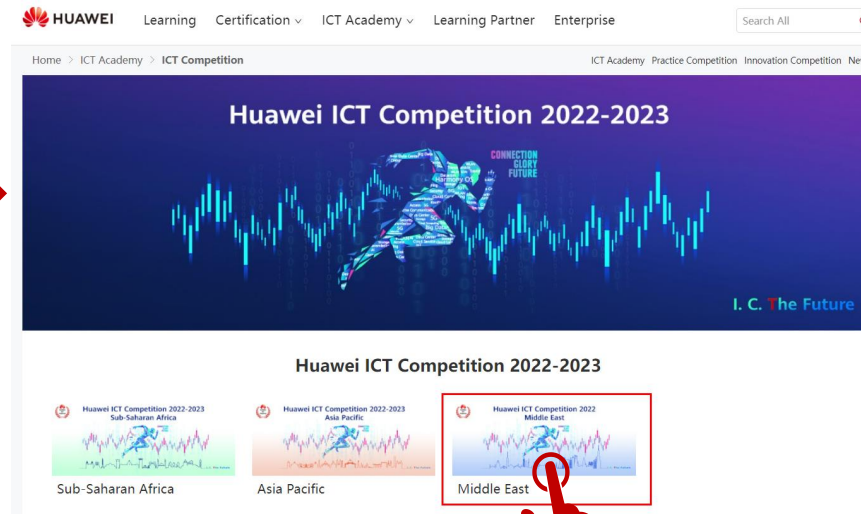 HUAWEI Learning Certification ICT Academy Learning Partner Enterprise Search All
Home > ICT Academy > ICT Competition ICT Academy Practice Competition Innovation Competition
Huawei ICT Competition 2022-2023
CONNECTION
GLORY
FUTURE
I. C. The Future
Huawei ICT Competition 2022-2023
Huawei ICT Competition 2022-2023
Sub-Saharan Africa
Huawei ICT Competition 2022-2023
Asia Pacific
Huawei ICT Competition 2022
Middle East
Sub-Saharan Africa
Asia Pacific
Middle East